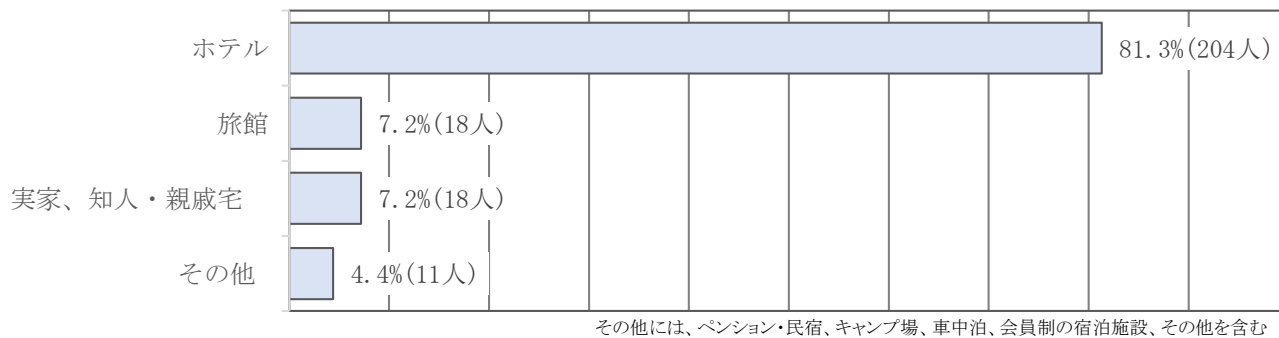 ホテル 81.3%(204人)
旅館 7.2%(18人)
実家、知人・親戚宅 7.2%(18人)
その他 4.4%(11人)
その他には、ペンション・民宿、キャンプ場、車中泊、会員制の宿泊施設、その他を含む